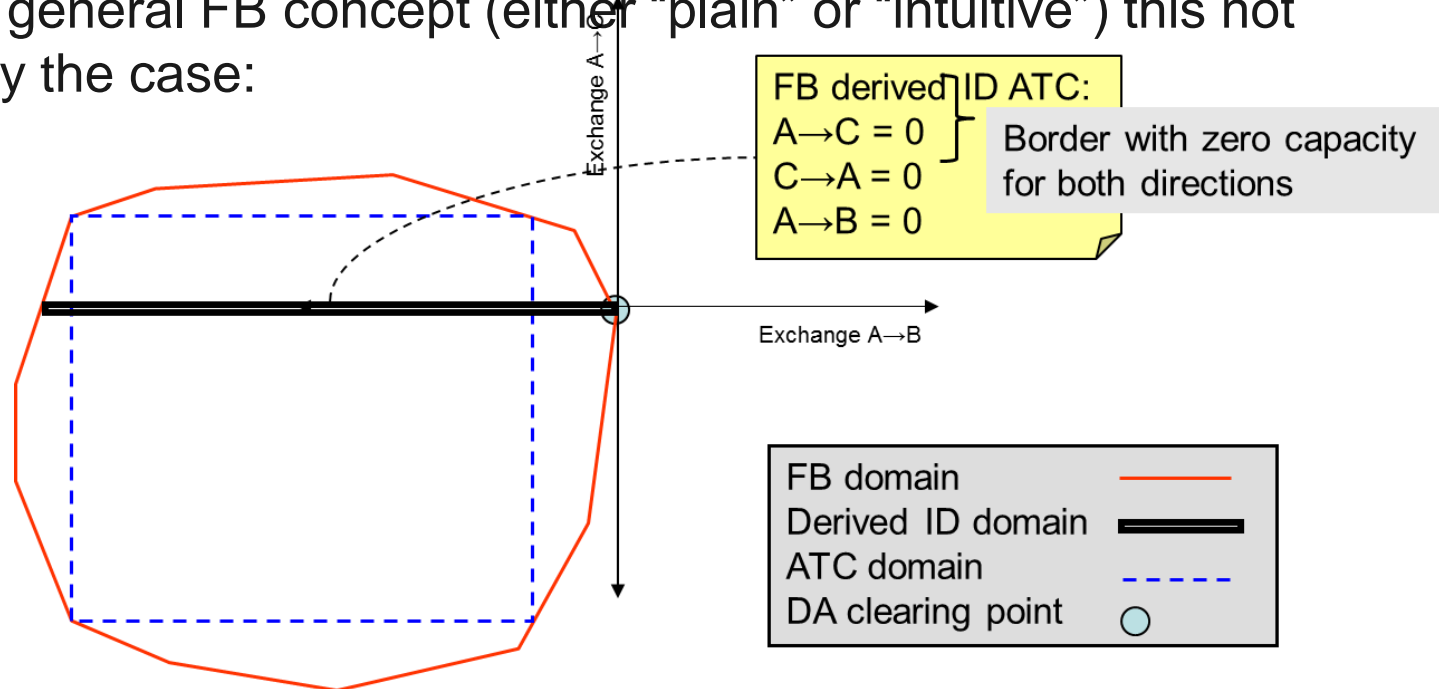 general FB concept (either “plain” or “intuitive”) this not
y the case:
Exchange A→C
FB derived ID ATC:
A→C = 0
C→A = 0
A→B = 0
Border with zero capacity
for both directions
Exchange A→B
FB domain
Derived ID domain
ATC domain
DA clearing point